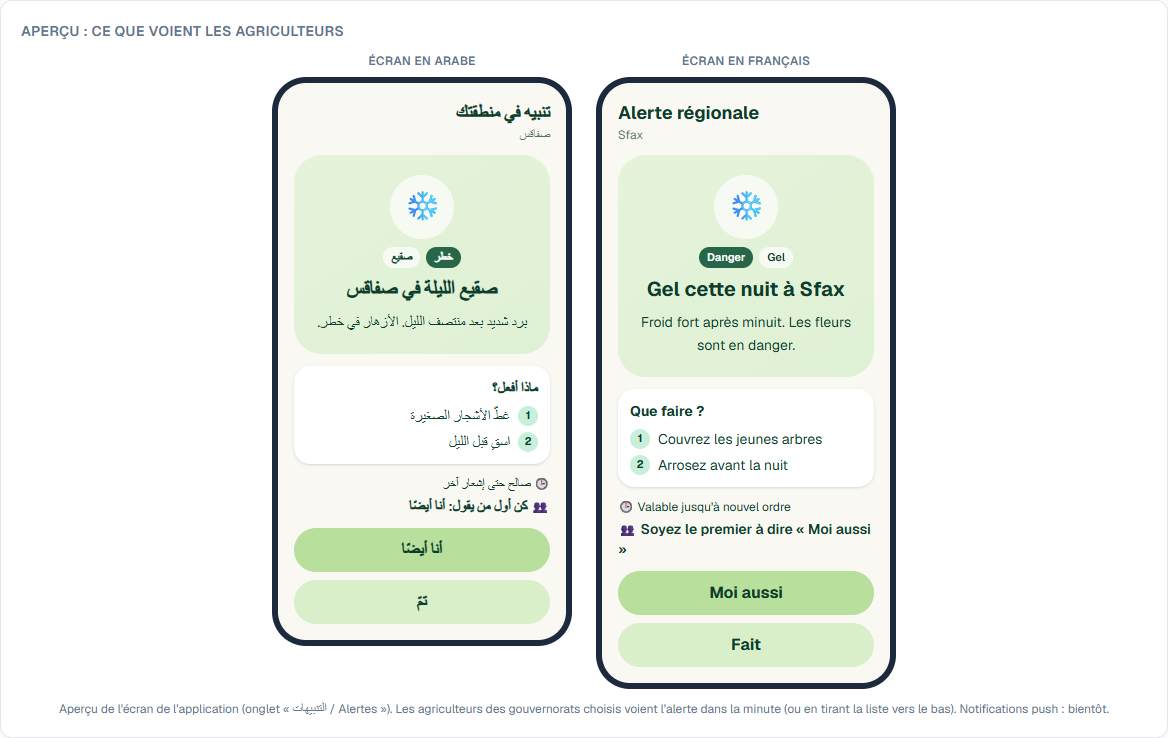 APERÇU : CE QUE VOIENT LES AGRICULTEURS
ÉCRAN EN ARABE
تنبيه في منطقتك
صفاقس
خطر
صقيع
صقيع الليلة في صفاقس
برد شديد بعد منتصف الليل. الأزهار في خطر.
ماذا أفعل؟
1 غطِّ الأشجار الصغيرة
2 اسقِ قبل الليل
صالح حتى إشعار آخر
كن أول من يقول: أنا أيضًا
أنا أيضًا
تمّ
ÉCRAN EN FRANÇAIS
Alerte régionale
Sfax
Danger
Gel
Gel cette nuit à Sfax
Froid fort après minuit. Les fleurs
sont en danger.
Que faire ?
1 Couvrez les jeunes arbres
2 Arrosez avant la nuit
Valable jusqu'à nouvel ordre
Soyez le premier à dire « Moi aussi
»
Moi aussi
Fait
Aperçu de l'écran de l'application (onglet « التنبيهات / Alertes »). Les agriculteurs des gouvernorats choisis voient l'alerte dans la minute (ou en tirant la liste vers le bas). Notifications push : bientôt.